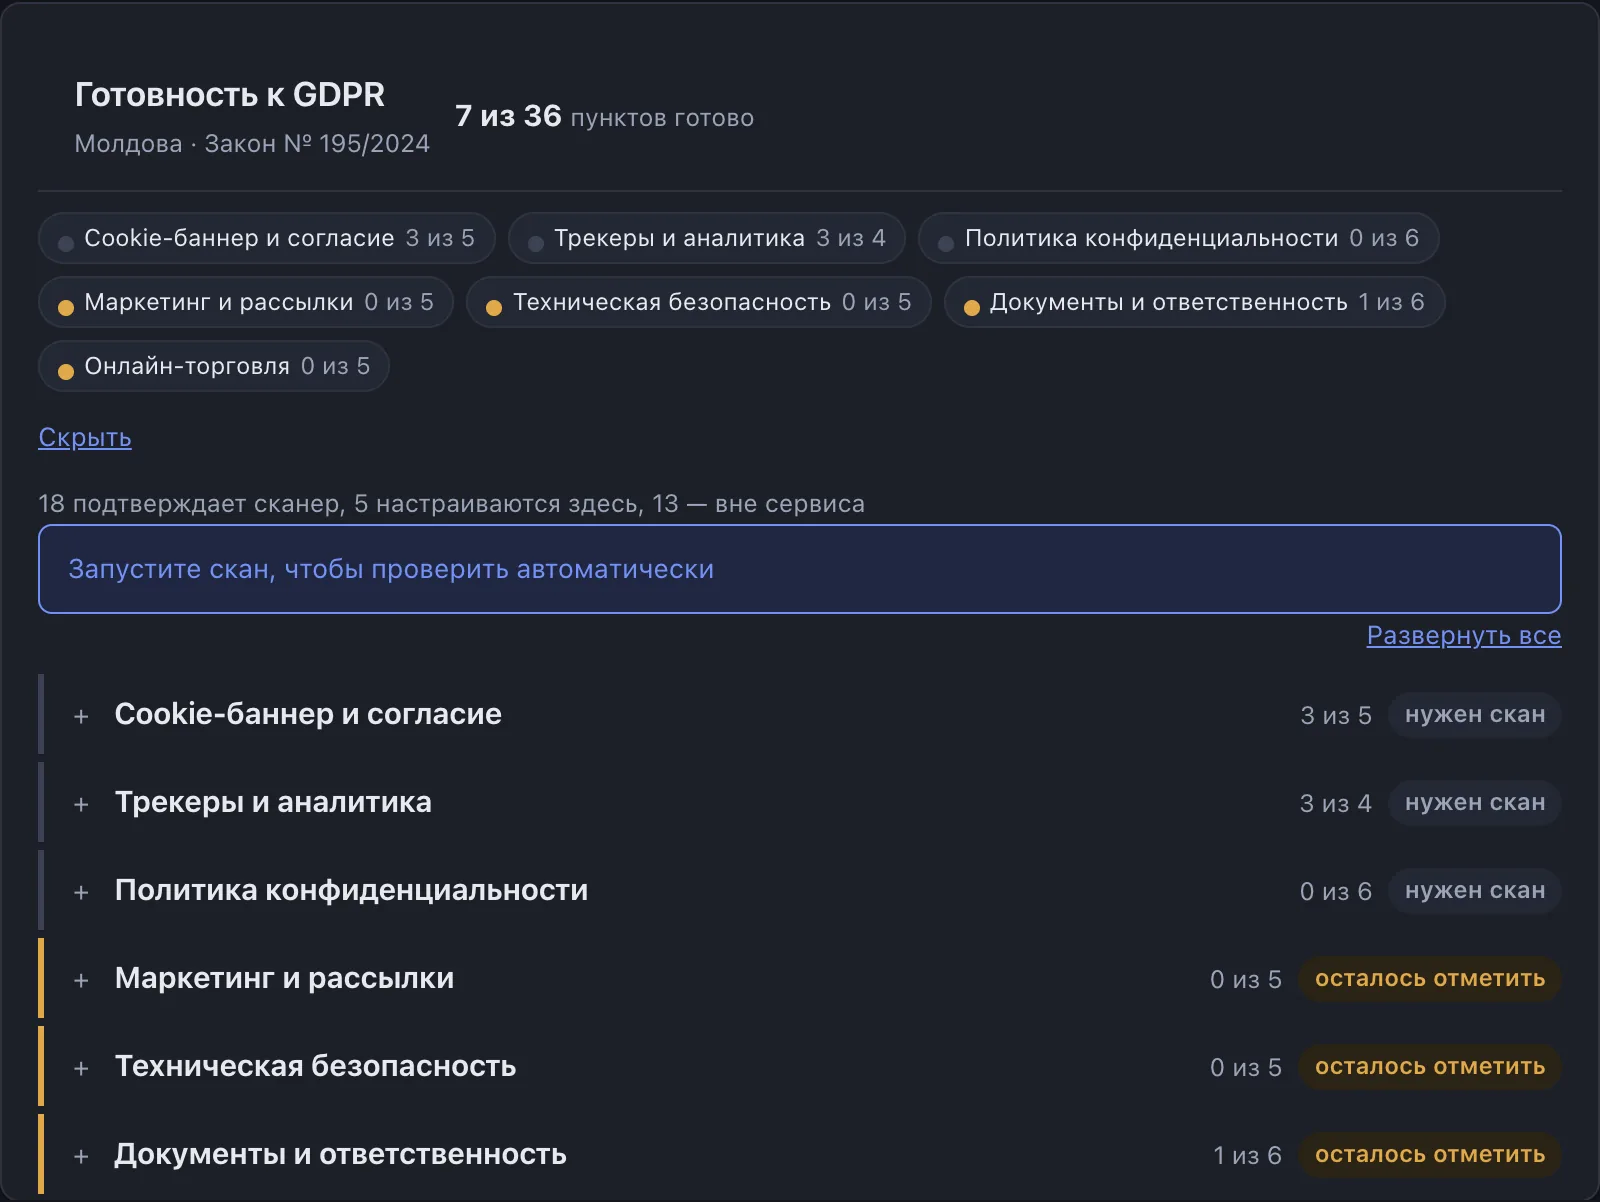 Готовность к GDPR
7 из 36 пунктов готово
Молдова · Закон № 195/2024
Cookie-баннер и согласие 3 из 5
Трекеры и аналитика 3 из 4
Политика конфиденциальности 0 из 6
Маркетинг и рассылки 0 из 5
Техническая безопасность 0 из 5
Документы и ответственность 1 из 6
Онлайн-торговля 0 из 5
Скрыть
18 подтверждает сканер, 5 настраиваются здесь, 13 — вне сервиса
Запустите скан, чтобы проверить автоматически
Развернуть все
+ Cookie-баннер и согласие 3 из 5 нужен скан
+ Трекеры и аналитика 3 из 4 нужен скан
+ Политика конфиденциальности 0 из 6 нужен скан
+ Маркетинг и рассылки 0 из 5 осталось отметить
+ Техническая безопасность 0 из 5 осталось отметить
+ Документы и ответственность 1 из 6 осталось отметить